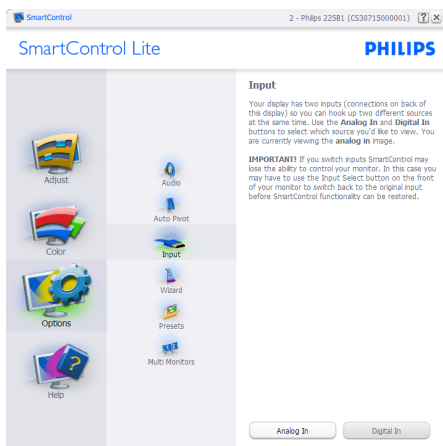 SmartControl
2 - Philips 225B1 (CS30715000001)
SmartControl Lite
PHILIPS
Adjust
Color
Options
Help
Audio
Auto Pivot
Input
Wizard
Presets
Multi Monitors
Input
Your display has two inputs (connections on back of
this display) so you can hook up two different sources
at the same time. Use the Analog In and Digital In
buttons to select which source you'd like to view. You
are currently viewing the analog in image.
IMPORTANT! If you switch inputs SmartControl may
lose the ability to control your monitor. In this case you
may have to use the Input Select button on the front
of your monitor to switch back to the original input
before SmartControl functionality can be restored.
Analog In
Digital In